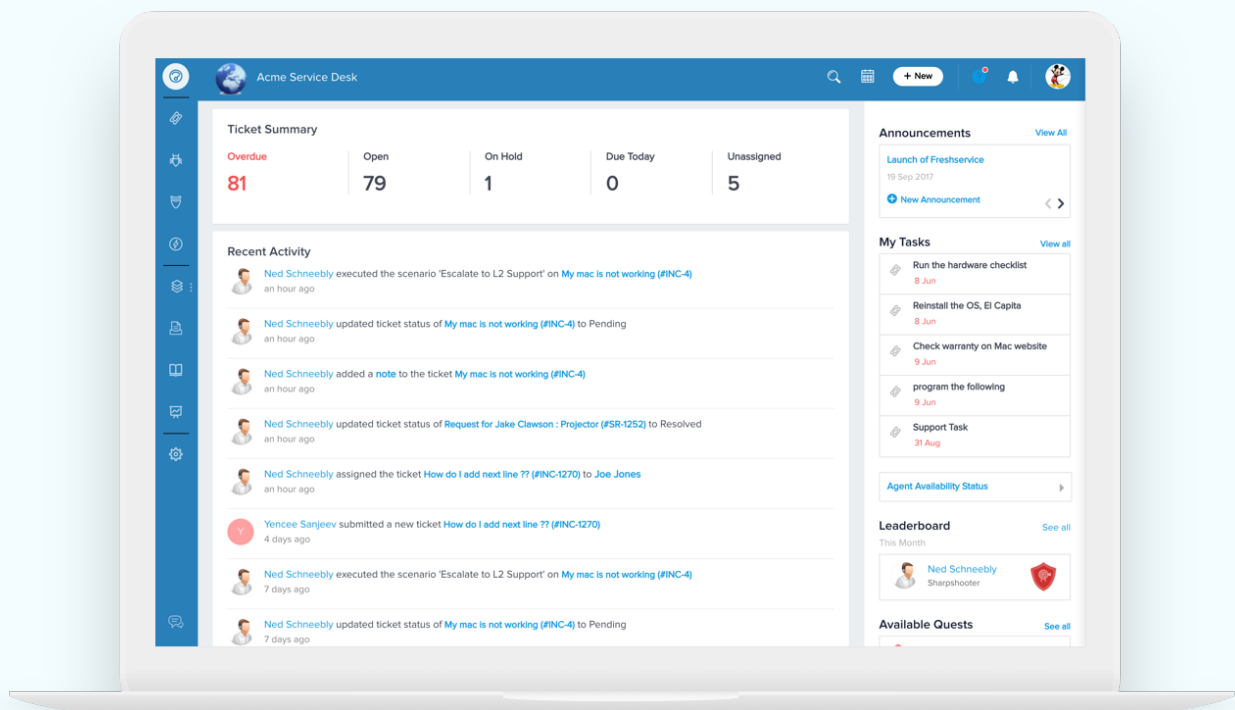 Acme Service Desk
+ New
Ticket Summary
Overdue
Open
On Hold
Due Today
Unassigned
81
79
1
0
5
Recent Activity
Ned Schneebly executed the scenario 'Escalate to L2 Support' on My mac is not working (#INC-4)
an hour ago
Ned Schneebly updated ticket status of My mac is not working (#INC-4) to Pending
an hour ago
Ned Schneebly added a note to the ticket My mac is not working (#INC-4)
an hour ago
Ned Schneebly updated ticket status of Request for Jake Clawson : Projector (#SR-1252) to Resolved
an hour ago
Ned Schneebly assigned the ticket How do I add next line ?? (#INC-1270) to Joe Jones
an hour ago
Y
Yencee Sanjeev submitted a new ticket How do I add next line ?? (#INC-1270)
4 days ago
Ned Schneebly executed the scenario 'Escalate to L2 Support' on My mac is not working (#INC-4)
7 days ago
Ned Schneebly updated ticket status of My mac is not working (#INC-4) to Pending
7 days ago
Announcements
View All
Launch of Freshservice
19 Sep 2017
New Announcement
My Tasks
View all
Run the hardware checklist
8 Jun
Reinstall the OS, El Capita
8 Jun
Check warranty on Mac website
9 Jun
program the following
9 Jun
Support Task
31 Aug
Agent Availability Status
Leaderboard
See all
This Month
Ned Schneebly
Sharpshooter
Available Quests
See all